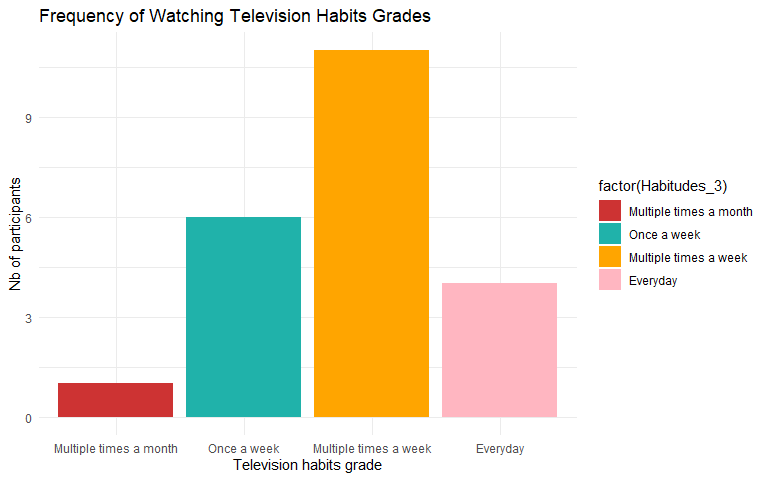 Frequency of Watching Television Habits Grades
Nb of participants
9
6
3
0
Multiple times a month
Once a week
Multiple times a week
Everyday
Television habits grade
factor(Habitudes_3)
Multiple times a month
Once a week
Multiple times a week
Everyday